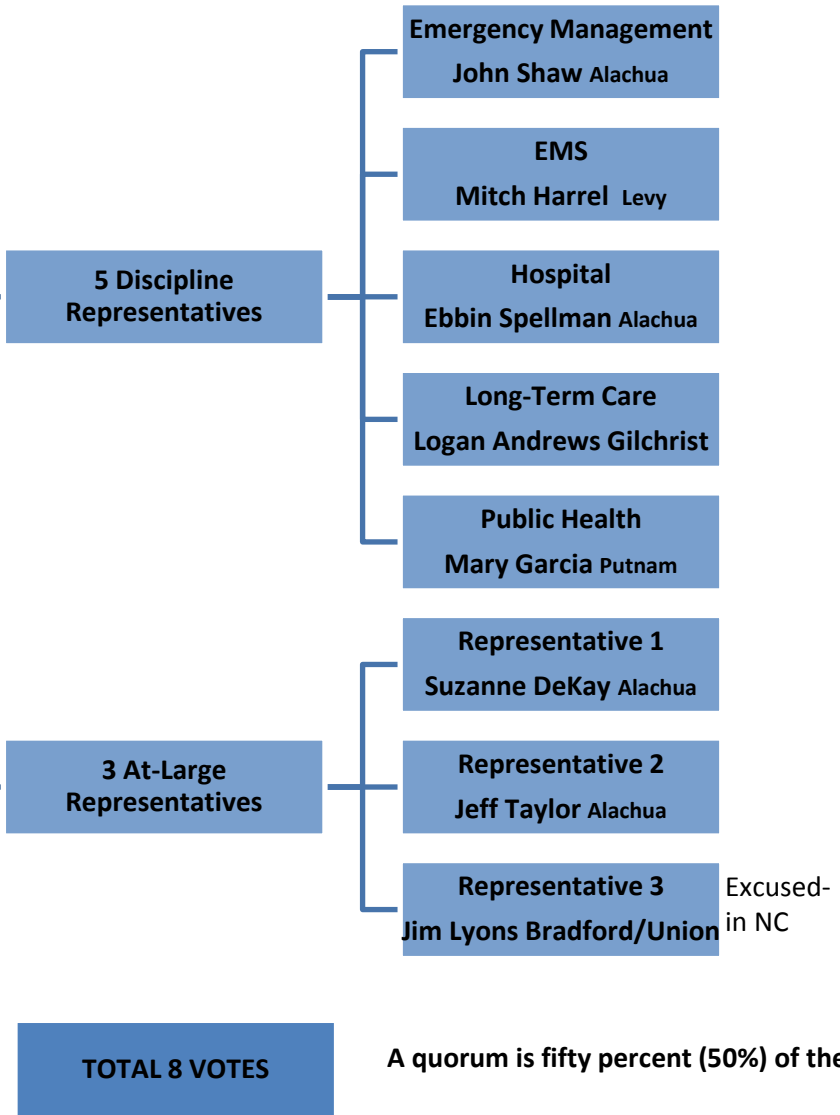 Emergency Management
John Shaw Alachua
EMS
Mitch Harrel Levy
5 Discipline
Representatives
Hospital
Ebbin Spellman Alachua
Long-Term Care
Logan Andrews Gilchrist
Public Health
Mary Garcia Putnam
Representative 1
Suzanne DeKay Alachua
3 At-Large
Representatives
Representative 2
Jeff Taylor Alachua
Representative 3
Jim Lyons Bradford/Union
Excused-
in NC
TOTAL 8 VOTES
A quorum is fifty percent (50%) of the